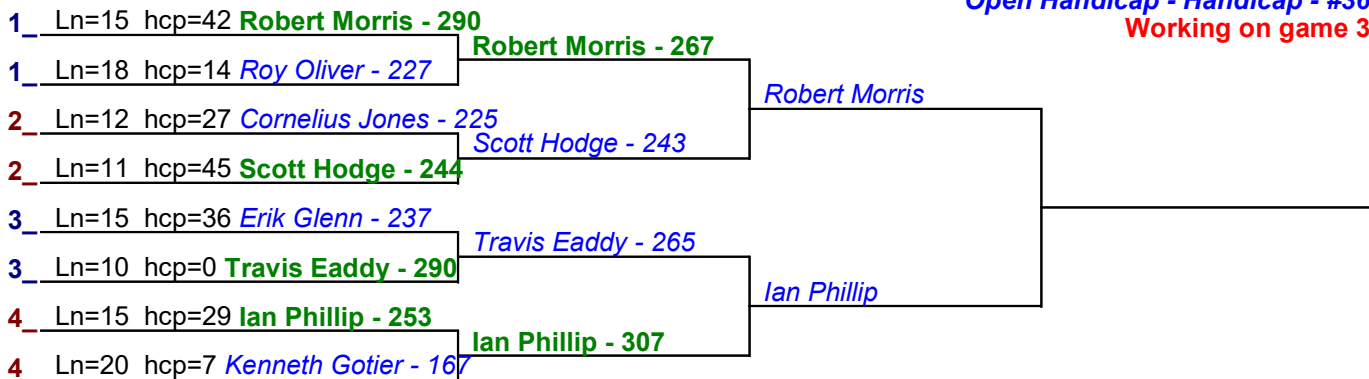 Open Handicap - Handicap - #36
Working on game 3
1_ Ln=15 hcp=42 Robert Morris - 290
Robert Morris - 267
1_ Ln=18 hcp=14 Roy Oliver - 227
Robert Morris
2_ Ln=12 hcp=27 Cornelius Jones - 225
Scott Hodge - 243
2_ Ln=11 hcp=45 Scott Hodge - 244
3_ Ln=15 hcp=36 Erik Glenn - 237
Travis Eaddy - 265
3_ Ln=10 hcp=0 Travis Eaddy - 290
Ian Phillip
4_ Ln=15 hcp=29 Ian Phillip - 253
Ian Phillip - 307
4 Ln=20 hcp=7 Kenneth Gotier - 167